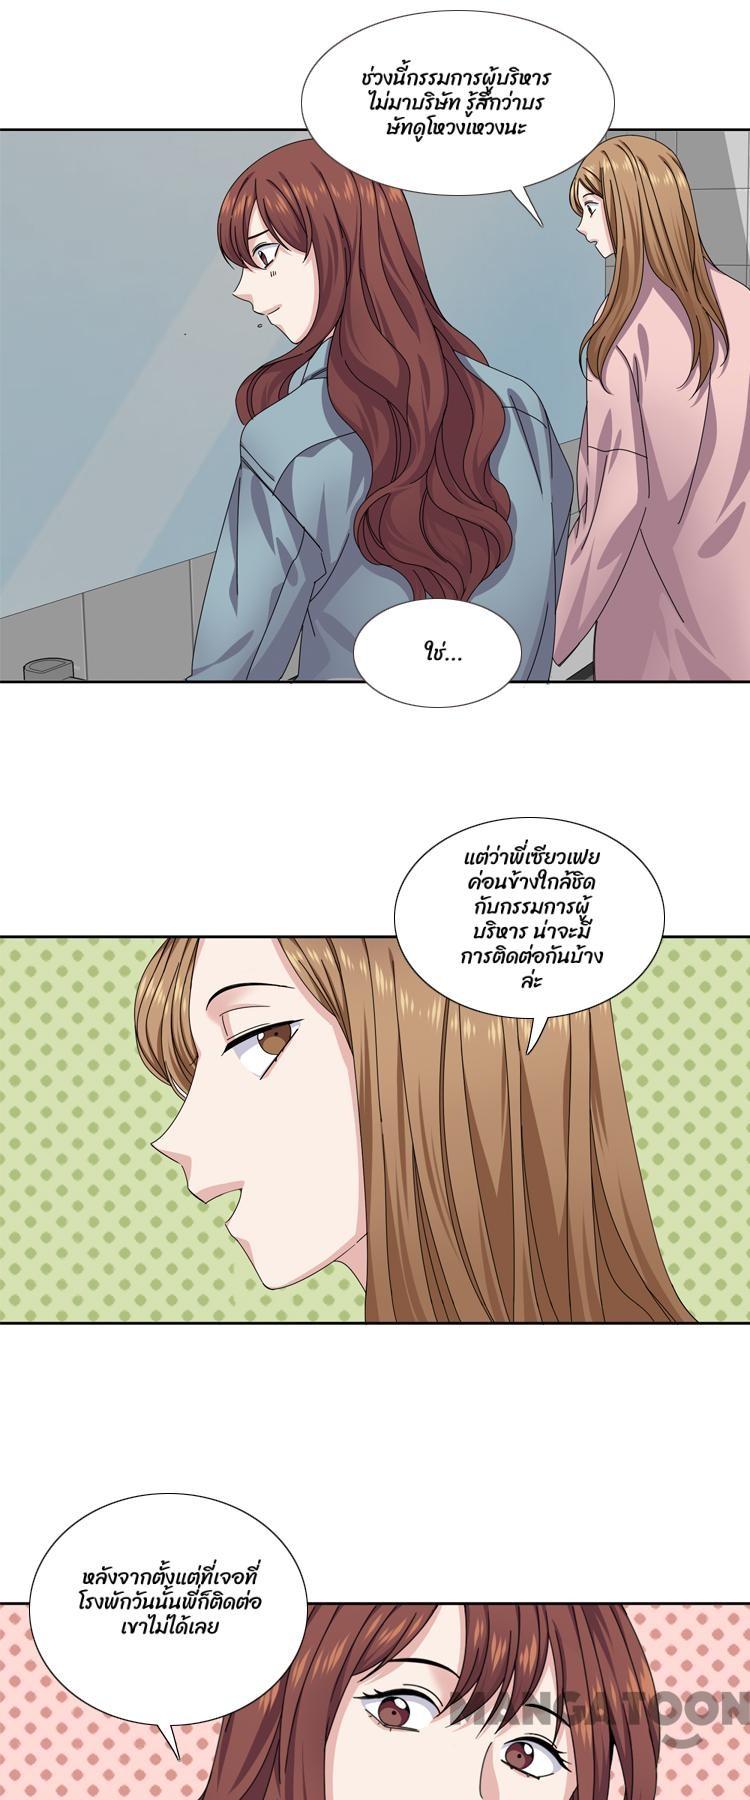 ช่วงนี้กรรมการผู้บริหาร
ไม่มาบริษัท รู้สึกว่าบร
ิษัทดูโหวงเหวงนะ
ใช่...
แต่ว่าพี่เซียวเฟย
ค่อนข้างใกล้ชิด
กับกรรมการผู้
บริหาร น่าจะมี
การติดต่อกันบ้าง
ล่ะ
หลังจากตั้งแต่ที่เจอที่
โรงพักวันนั้นพี่ก็ติดต่อ
เขาไม่ได้เลย
MANGATOON